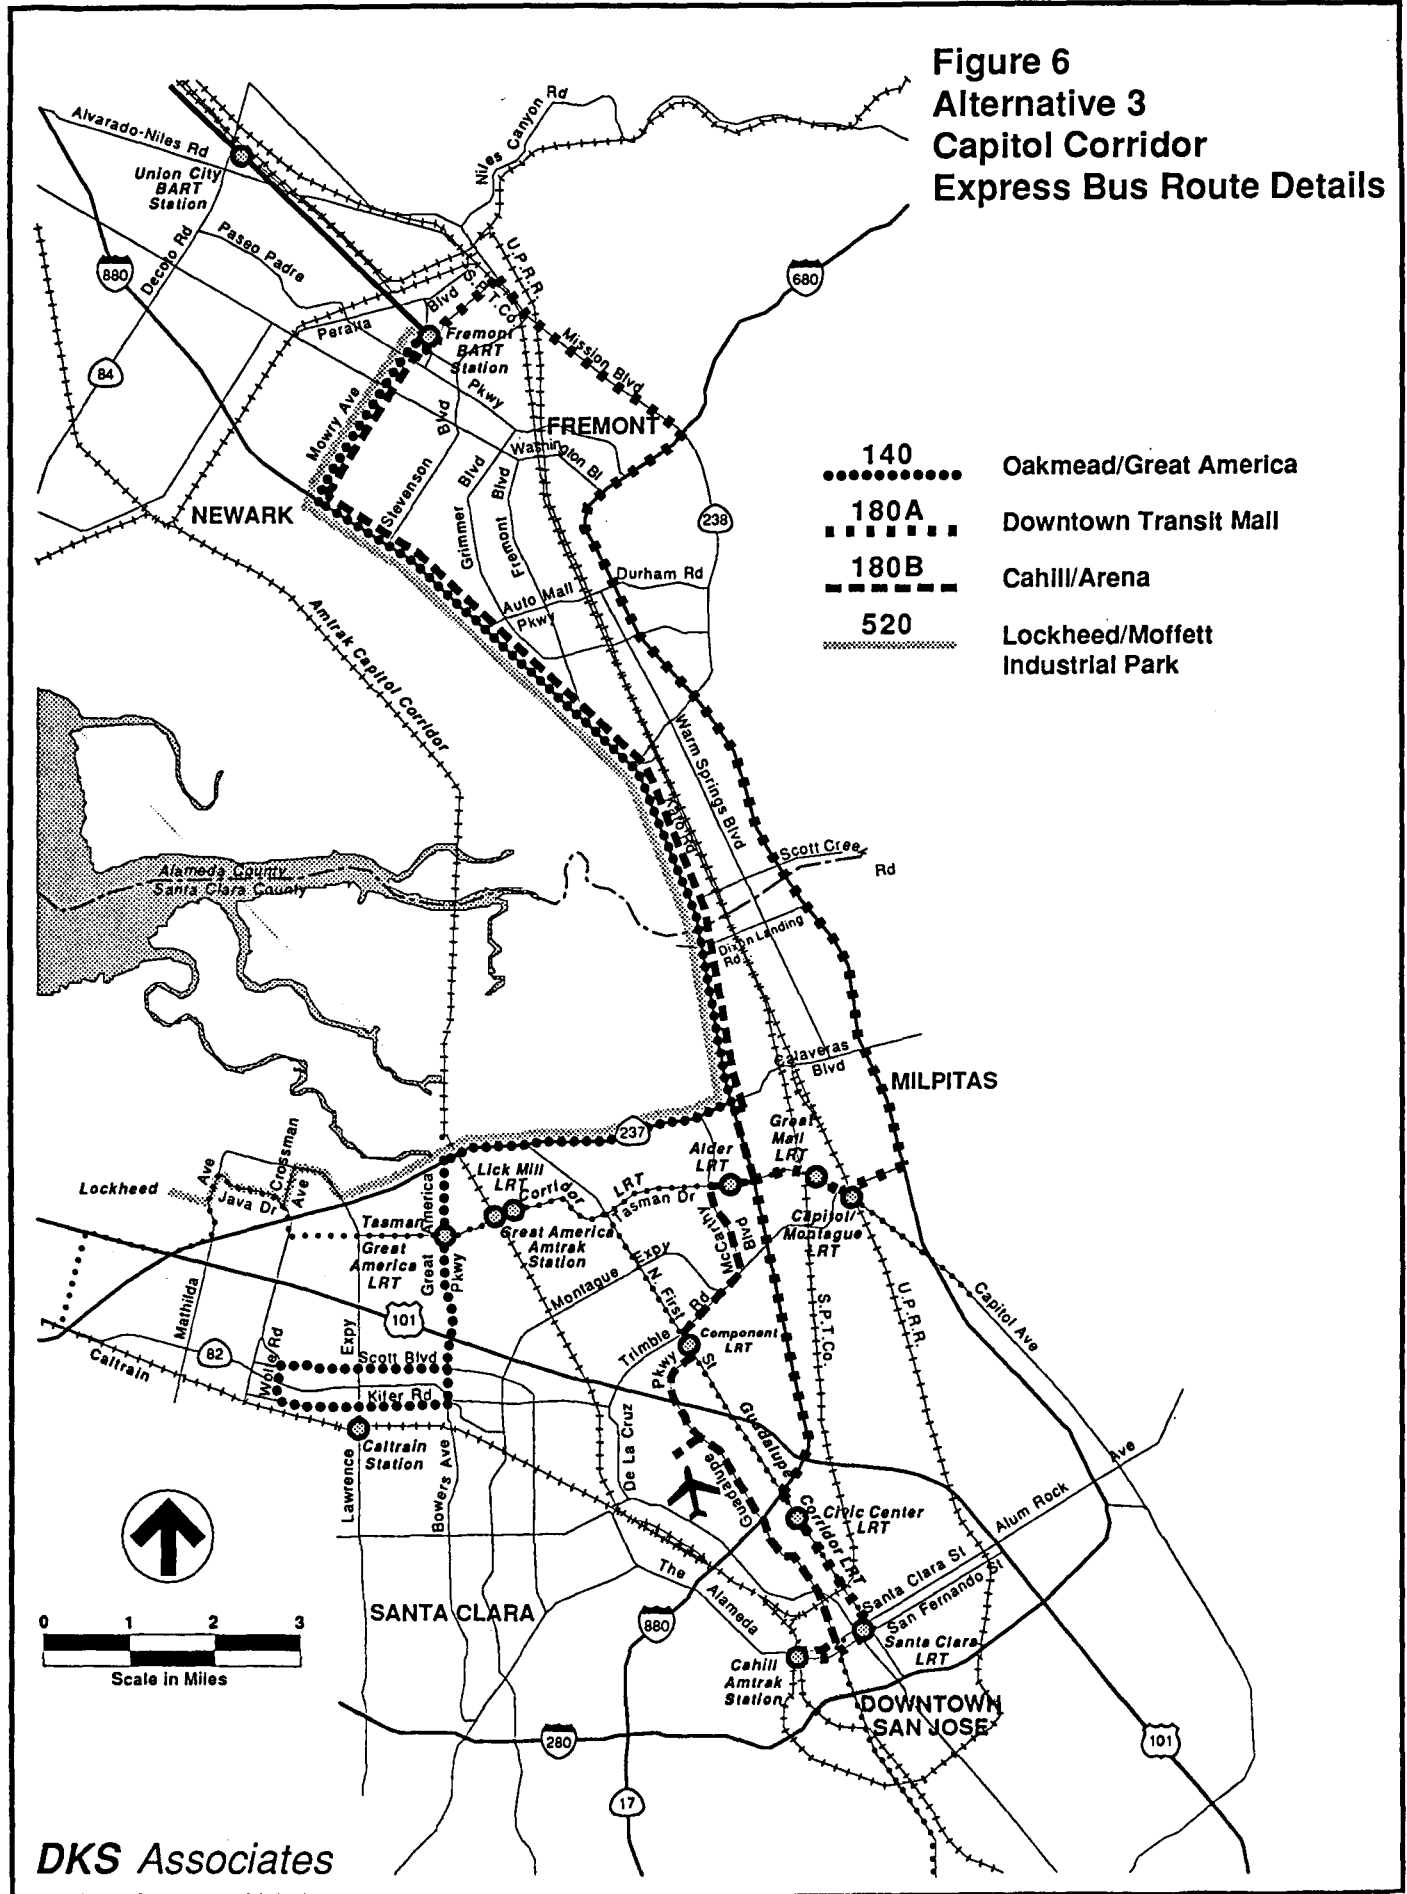 Figure 6
Alternative 3
Capitol Corridor
Express Bus Route Details
Alvarado-Niles Rd
Union City
BART
Station
Niles Canyon Rd
Paseo Padre
Decoto Rd
880
84
680
U.P.R.R.
S.P.T.Co.
Peralta
Blvd
Fremont
BART
Station
Mission Blvd
Pkwy
Mowry Ave
Stevenson
Blvd
FREMONT
Washington Bl
Grimmer
Blvd
Fremont
Blvd
NEWARK
238
140
Oakmead/Great America
180A
Downtown Transit Mall
180B
Cahill/Arena
520
Lockheed/Moffett
Industrial Park
Durham Rd
Auto Mall
Pkwy
Amtrak Capitol Corridor
Warm Springs Blvd
Kato Rd
Scott Creek
Rd
Alameda County
Santa Clara County
Dixon Landing
Rd
Calaveras
Blvd
MILPITAS
237
Great
Mall
LRT
Alder
LRT
Lick Mill
LRT
Corridor
LRT
Tasman Dr
Crossman
Ave
Ave
Lockheed
Java Dr
Tasman
Great
America
LRT
Great America
Pkwy
Great America
Amtrak
Station
McCarthy
Blvd
Capitol/
Montague
LRT
Montague Expy
N. First
St
Trimble
Rd
Component
LRT
S.P.T.Co.
U.P.R.R.
Capitol Ave
Mathilda
101
82
Caltrain
Wolfe Rd
Expy
Scott Blvd
Kifer Rd
Pkwy
Guadalupe
Guadalupe
Corridor LRT
De La Cruz
Caltrain
Station
Lawrence
Bowers Ave
Civic Center
LRT
Alum Rock
Ave
Santa Clara St
San Fernando St
The
Alameda
SANTA CLARA
880
Santa Clara
LRT
Cahill
Amtrak
Station
DOWNTOWN
SAN JOSE
0 1 2 3
Scale in Miles
280
101
17
DKS Associates